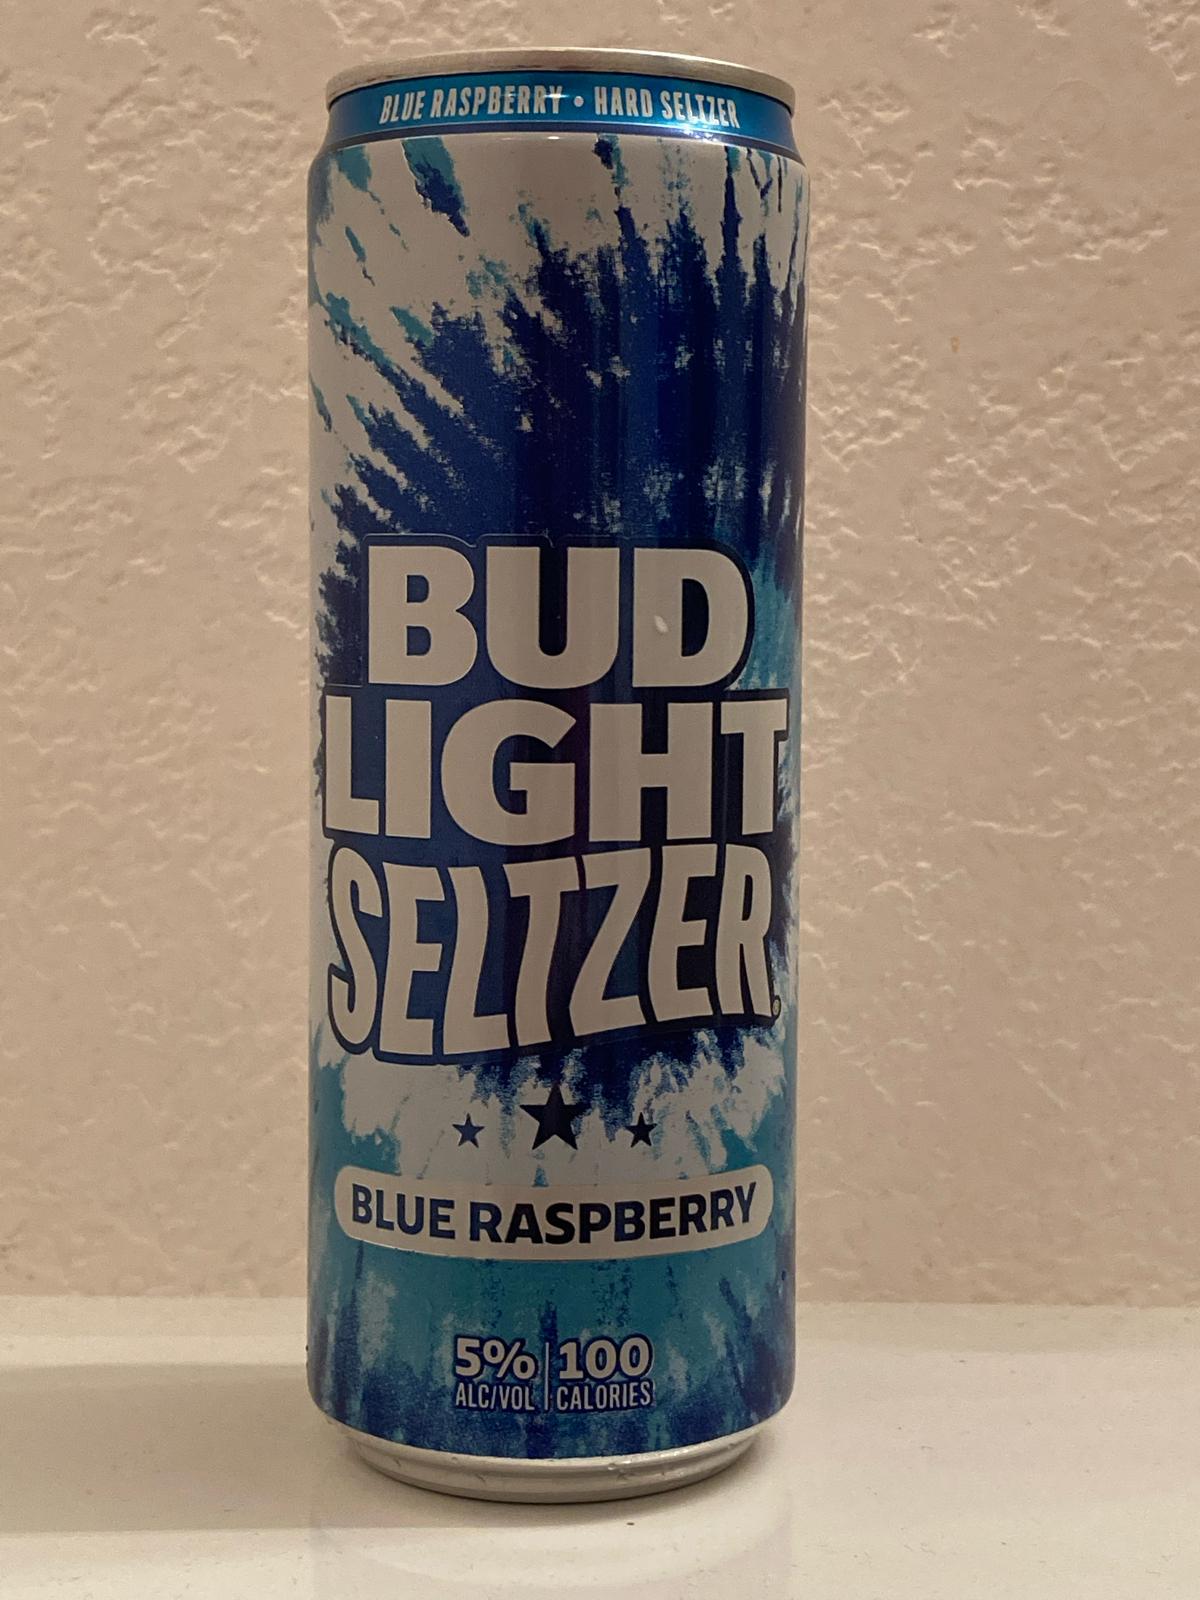 BLUE RASPBERRY • HARD SELTZER
BUD
LIGHT
SELTZER®
BLUE RASPBERRY
5% | 100
ALC/VOL | CALORIES